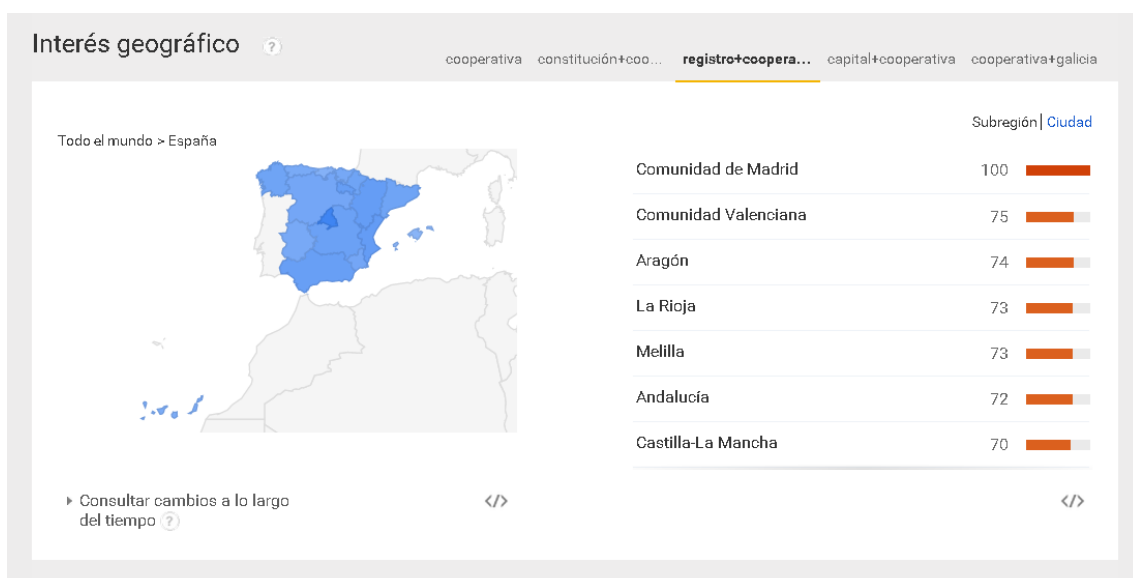 Interés geográfico ?
cooperativa constitución+coo... registro+coopera... capital+cooperativa cooperativa+galicia
Subregión | Ciudad
Todo el mundo > España
Comunidad de Madrid 100
Comunidad Valenciana 75
Aragón 74
La Rioja 73
Melilla 73
Andalucía 72
Castilla-La Mancha 70
Consultar cambios a lo largo
del tiempo ?
</> </>